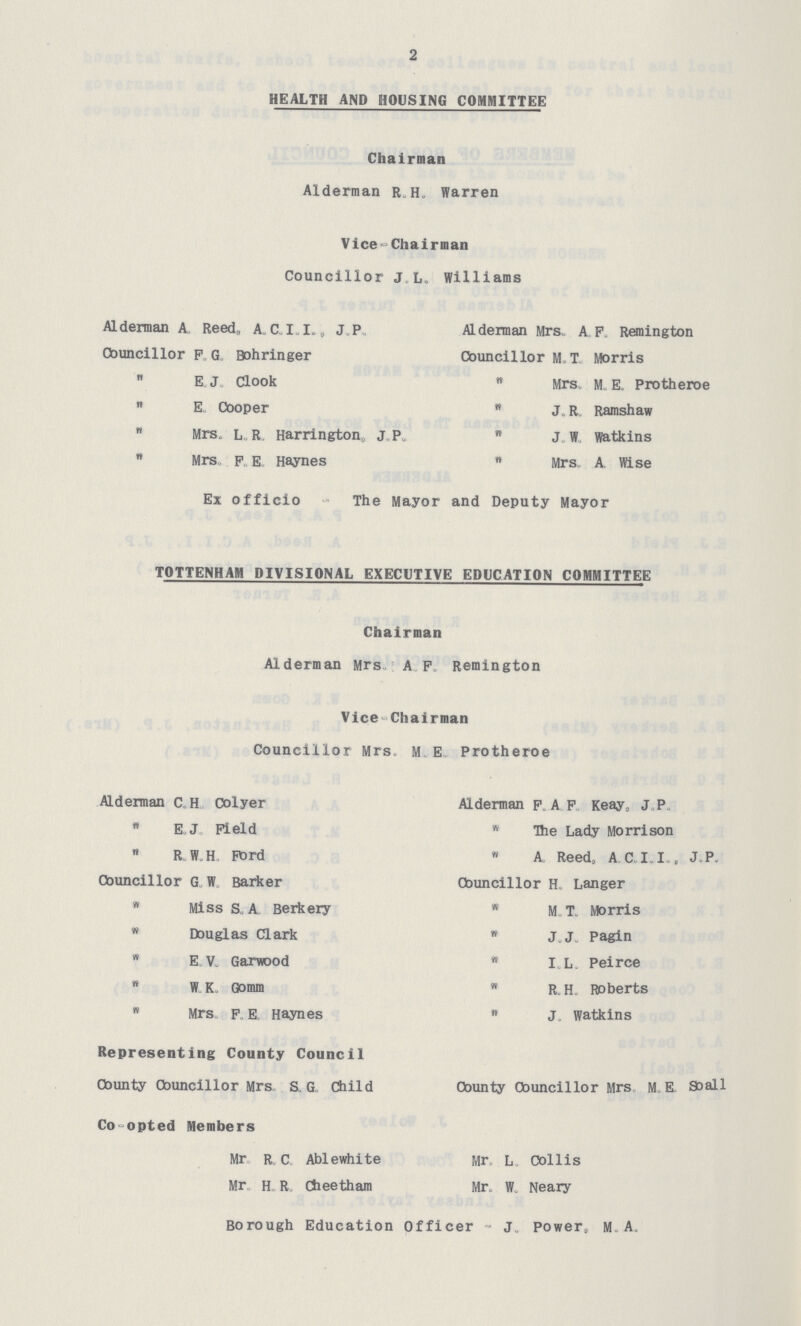 2
HEALTH AND HOUSING COMMITTEE
Chairman
Alderman R.H. Warren
Vice-Chairman
Councillor J.L. Williams
Alderman A. Reed, A.C.I.I., J.P. Alderman Mrs. A.F. Remington
Councillor F.G. Bohringer Councillor M.T. Morris
" E.J. Clook " Mrs. M.E. Protheroe
" E. Cooper " J.R. Ramshaw
" Mrs. L.R. Harrington, J.P. " J.W. Watkins
" Mrs. F.E. Haynes " Mrs. A. Wise
Ex officio - The Mayor and Deputy Mayor
TOTTENHAM DIVISIONAL EXECUTIVE EDUCATION COMMITTEE
Chairman
Alderman Mrs. A.F. Remington
Vice-Chairman
Councillor Mrs. M.E. Protheroe
Alderman C.H. Colyer Alderman F.A.F. Keay, J.P.
" E.J. Field " The Lady Morrison
" R.W.H. Ford " A. Reed, A.C.I.I., J.P.
Councillor G.W. Barker Councillor H. Langer
" Miss S.A. Berkery " M.T. Morris
" Douglas Clark " J.J. Pagin
" E.V. Garwood " I.L. Peirce
" W.K. Gomm " R.H. Roberts
" Mrs. F.E. Haynes " J. Watkins
Representing County Council
County Councillor Mrs. S.G. Child County Councillor Mrs. M.E. Soall
Co-opted Members
Mr. R.C. Ablewhite Mr. L. Collis
Mr. H.R. Cheetham Mr. W. Neary
Borough Education Officer - J. Power, M.A.